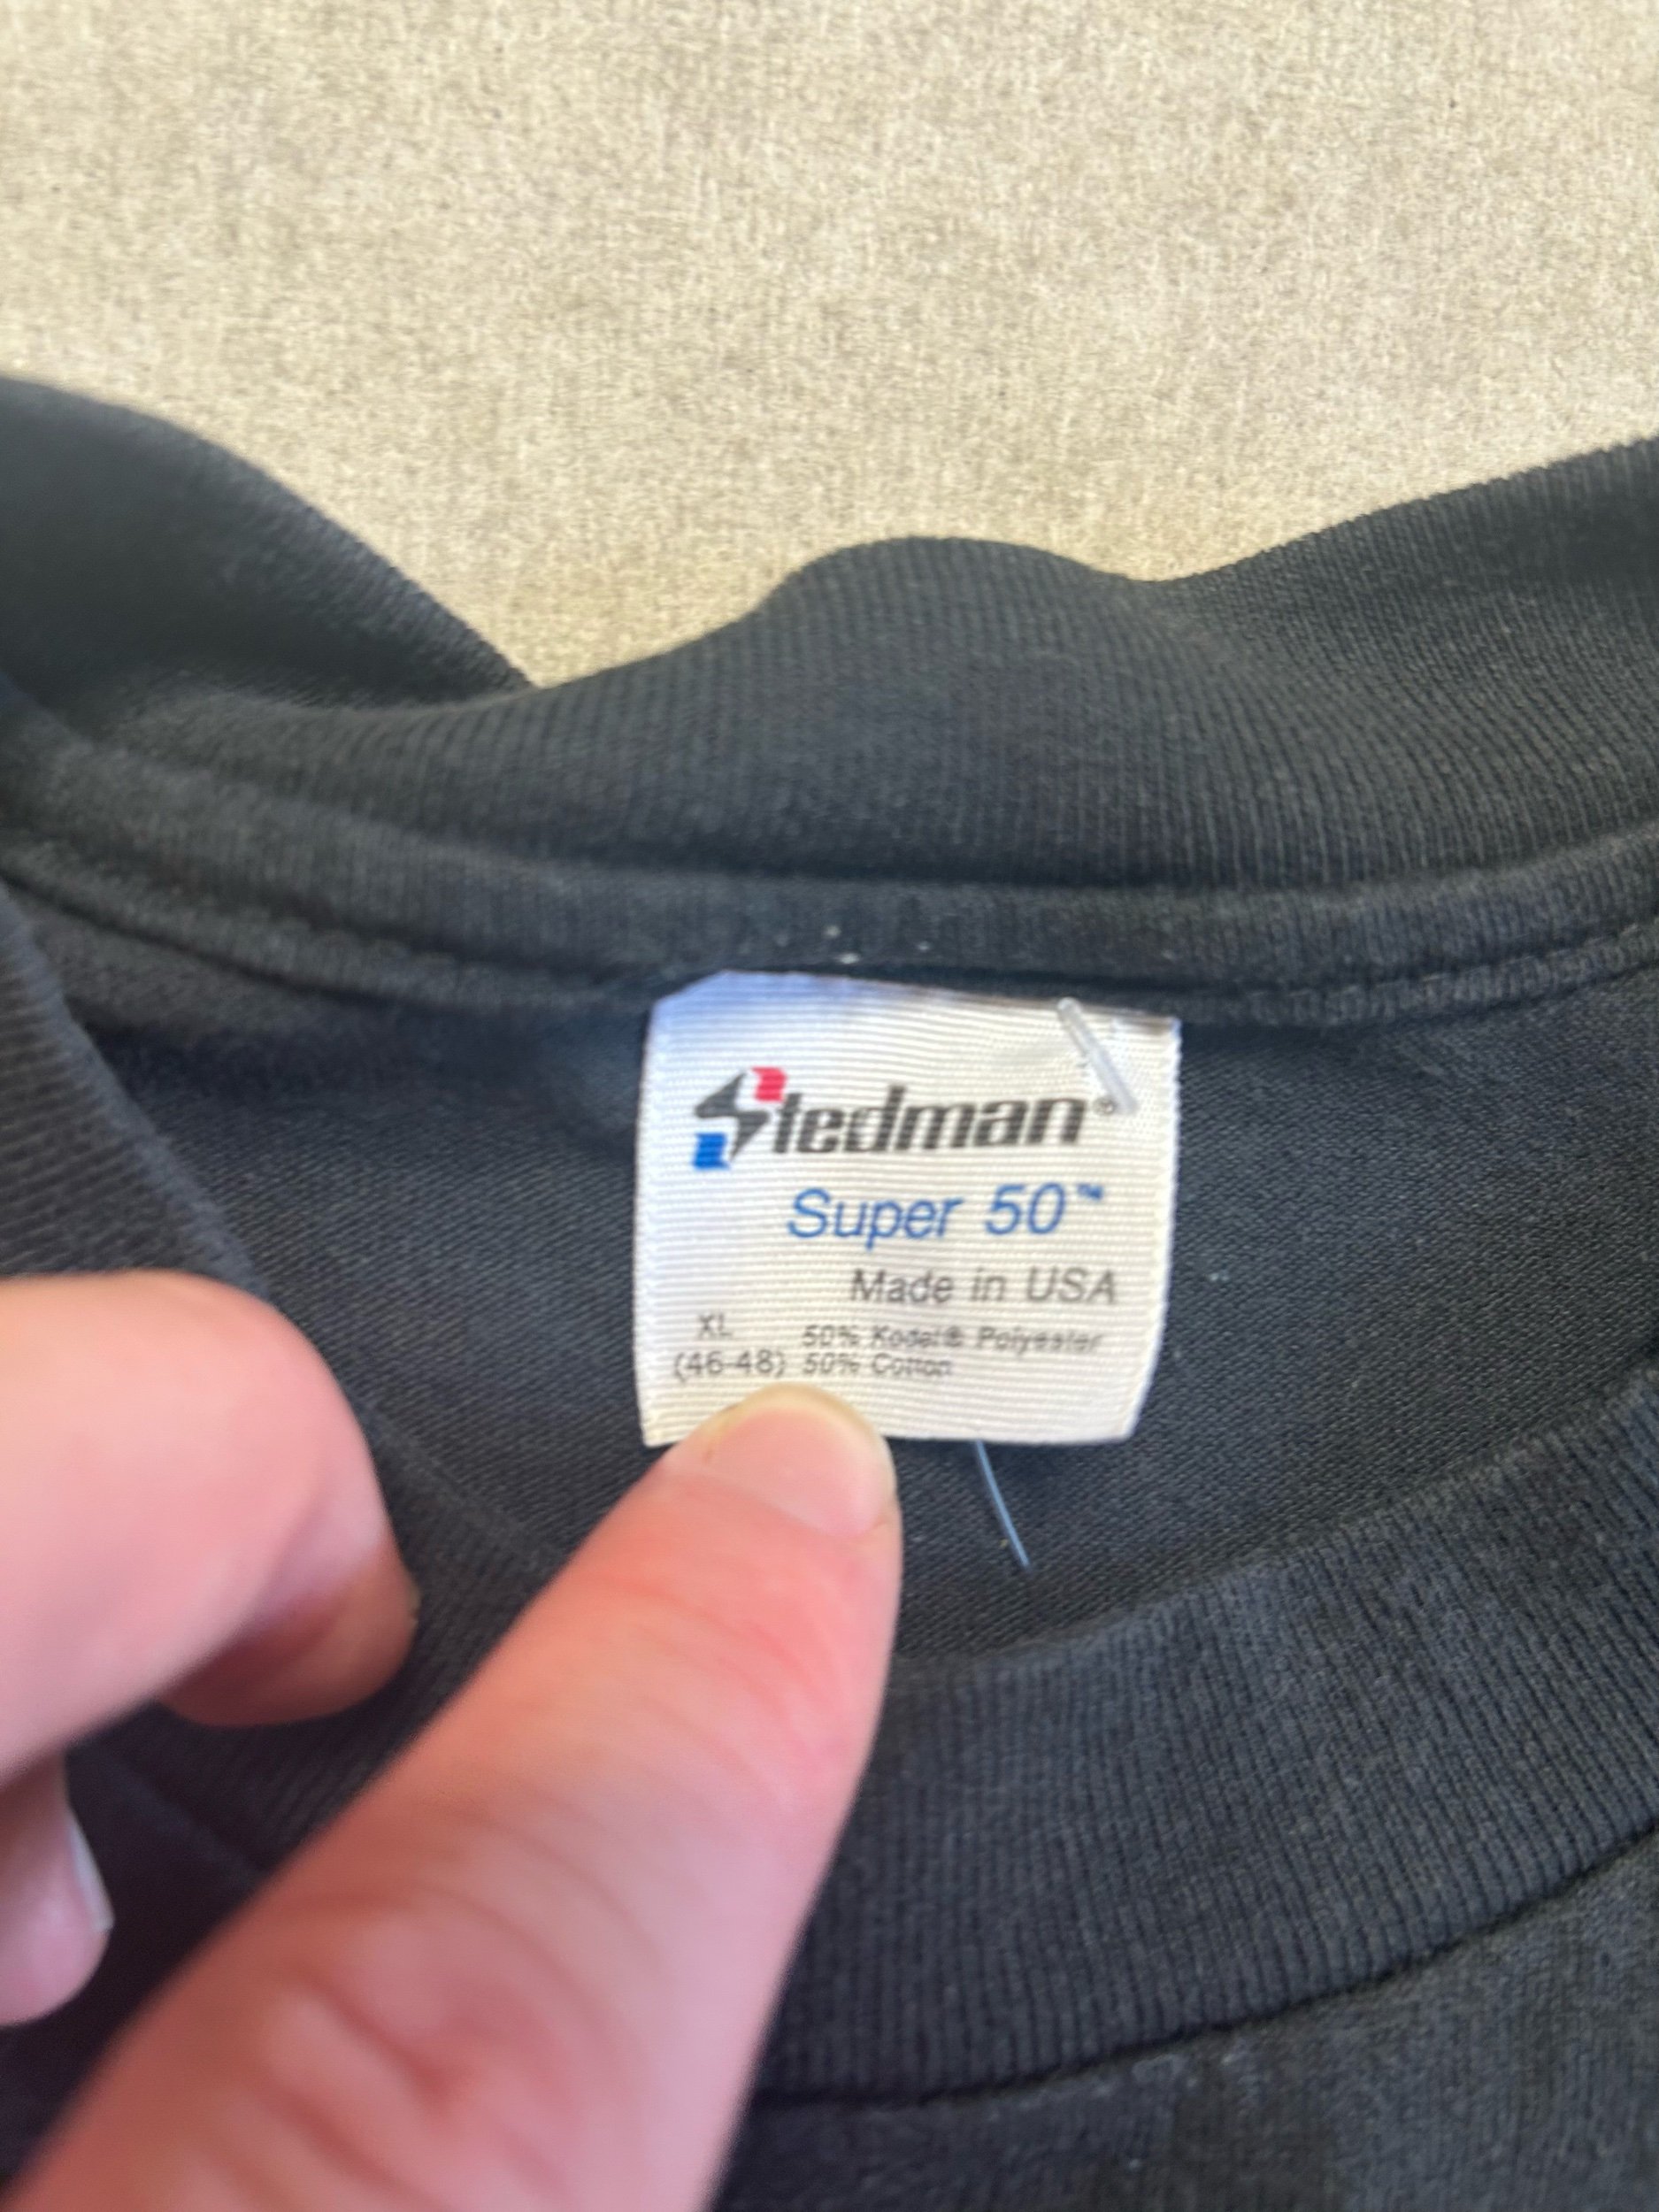 Stedman®
Super 50™
Made in USA
XL 50% Kodel® Polyester
(46-48) 50% Cotton